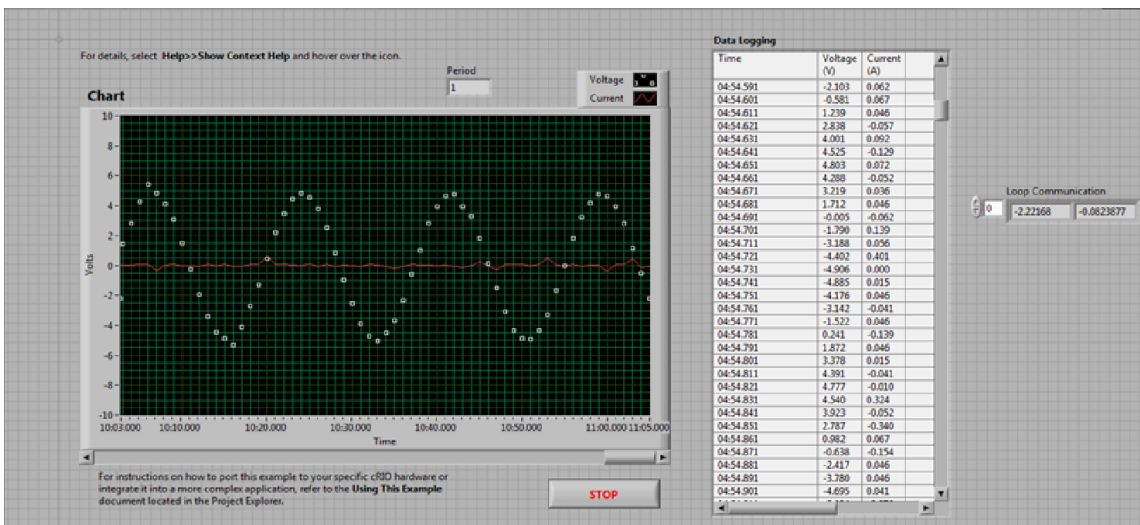 For details, select Help>>Show Context Help and hover over the icon.
Period
1
Voltage
Current
Chart
10
8
6
4
2
0
-2
-4
-6
-8
-10
Volts
10:03.000 10:10.000 10:20.000 10:30.000 10:40.000 10:50.000 11:00.000 11:05.000
Time
For instructions on how to port this example to your specific cRIO hardware or
integrate it into a more complex application, refer to the Using This Example
document located in the Project Explorer.
STOP
Data Logging
Time Voltage (V) Current (A)
04:54.591 -2.103 0.062
04:54.601 -0.581 0.067
04:54.611 1.239 0.046
04:54.621 2.838 -0.057
04:54.631 4.001 0.092
04:54.641 4.525 -0.129
04:54.651 4.803 0.072
04:54.661 4.288 -0.052
04:54.671 3.219 0.036
04:54.681 1.712 0.046
04:54.691 -0.005 -0.062
04:54.701 -1.790 0.139
04:54.711 -3.188 0.056
04:54.721 -4.402 0.401
04:54.731 -4.906 0.000
04:54.741 -4.885 0.015
04:54.751 -4.176 0.046
04:54.761 -3.142 -0.041
04:54.771 -1.522 0.046
04:54.781 0.241 -0.139
04:54.791 1.872 0.046
04:54.801 3.378 0.015
04:54.811 4.391 -0.041
04:54.821 4.777 -0.010
04:54.831 4.540 0.324
04:54.841 3.923 -0.052
04:54.851 2.787 -0.340
04:54.861 0.982 0.067
04:54.871 -0.638 -0.154
04:54.881 -2.417 0.046
04:54.891 -3.780 0.046
04:54.901 -4.695 0.041
Loop Communication
0 -2.22168 -0.0823877